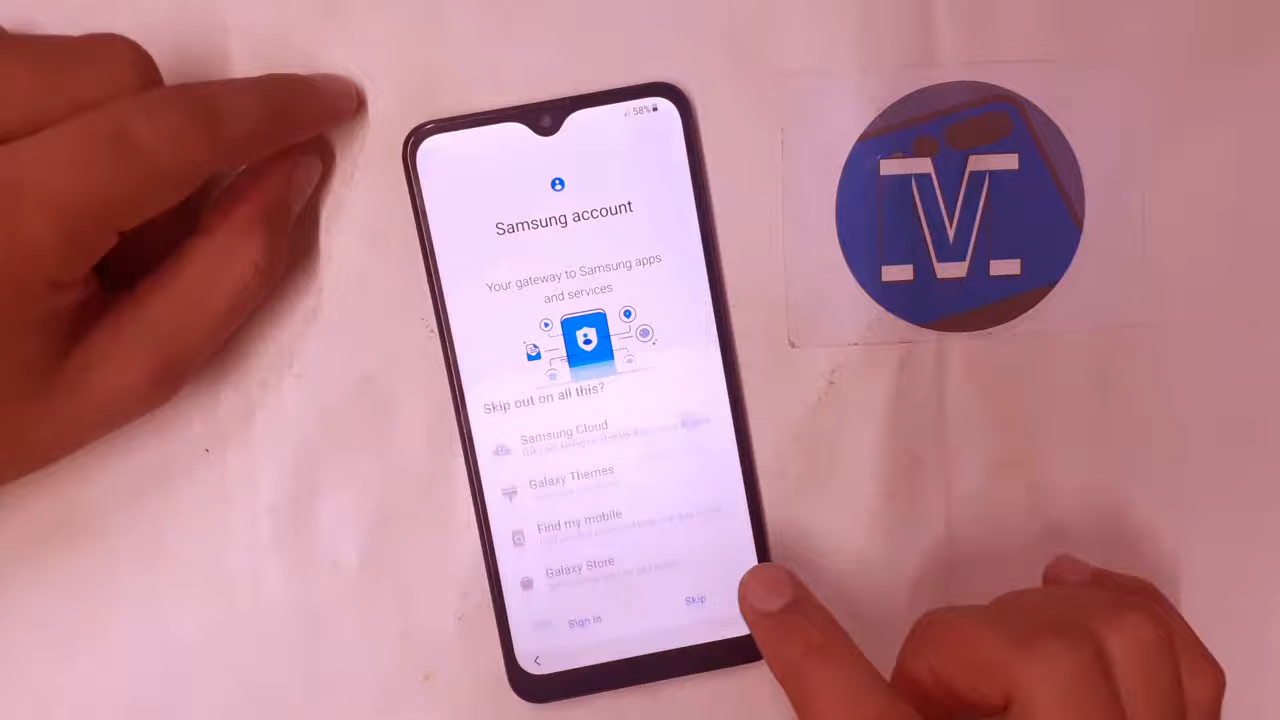 58%
Samsung account
Your gateway to Samsung apps
and services
Skip out on all this?
Samsung Cloud
Galaxy Themes
Find my mobile
Galaxy Store
Skip
Sign in
M